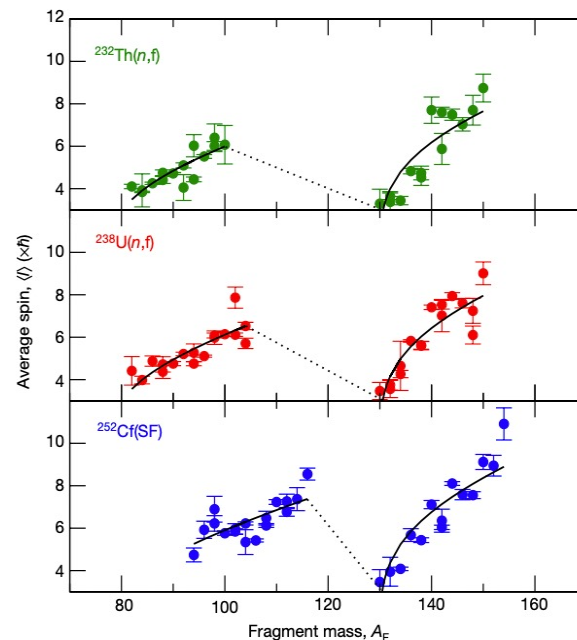 12
10
8
6
4
²³²Th(n,f)
10
8
6
4
²³⁸U(n,f)
Average spin, ⟨I⟩ (×ħ)
10
8
6
4
²⁵²Cf(SF)
80 100 120 140 160
Fragment mass, A_F